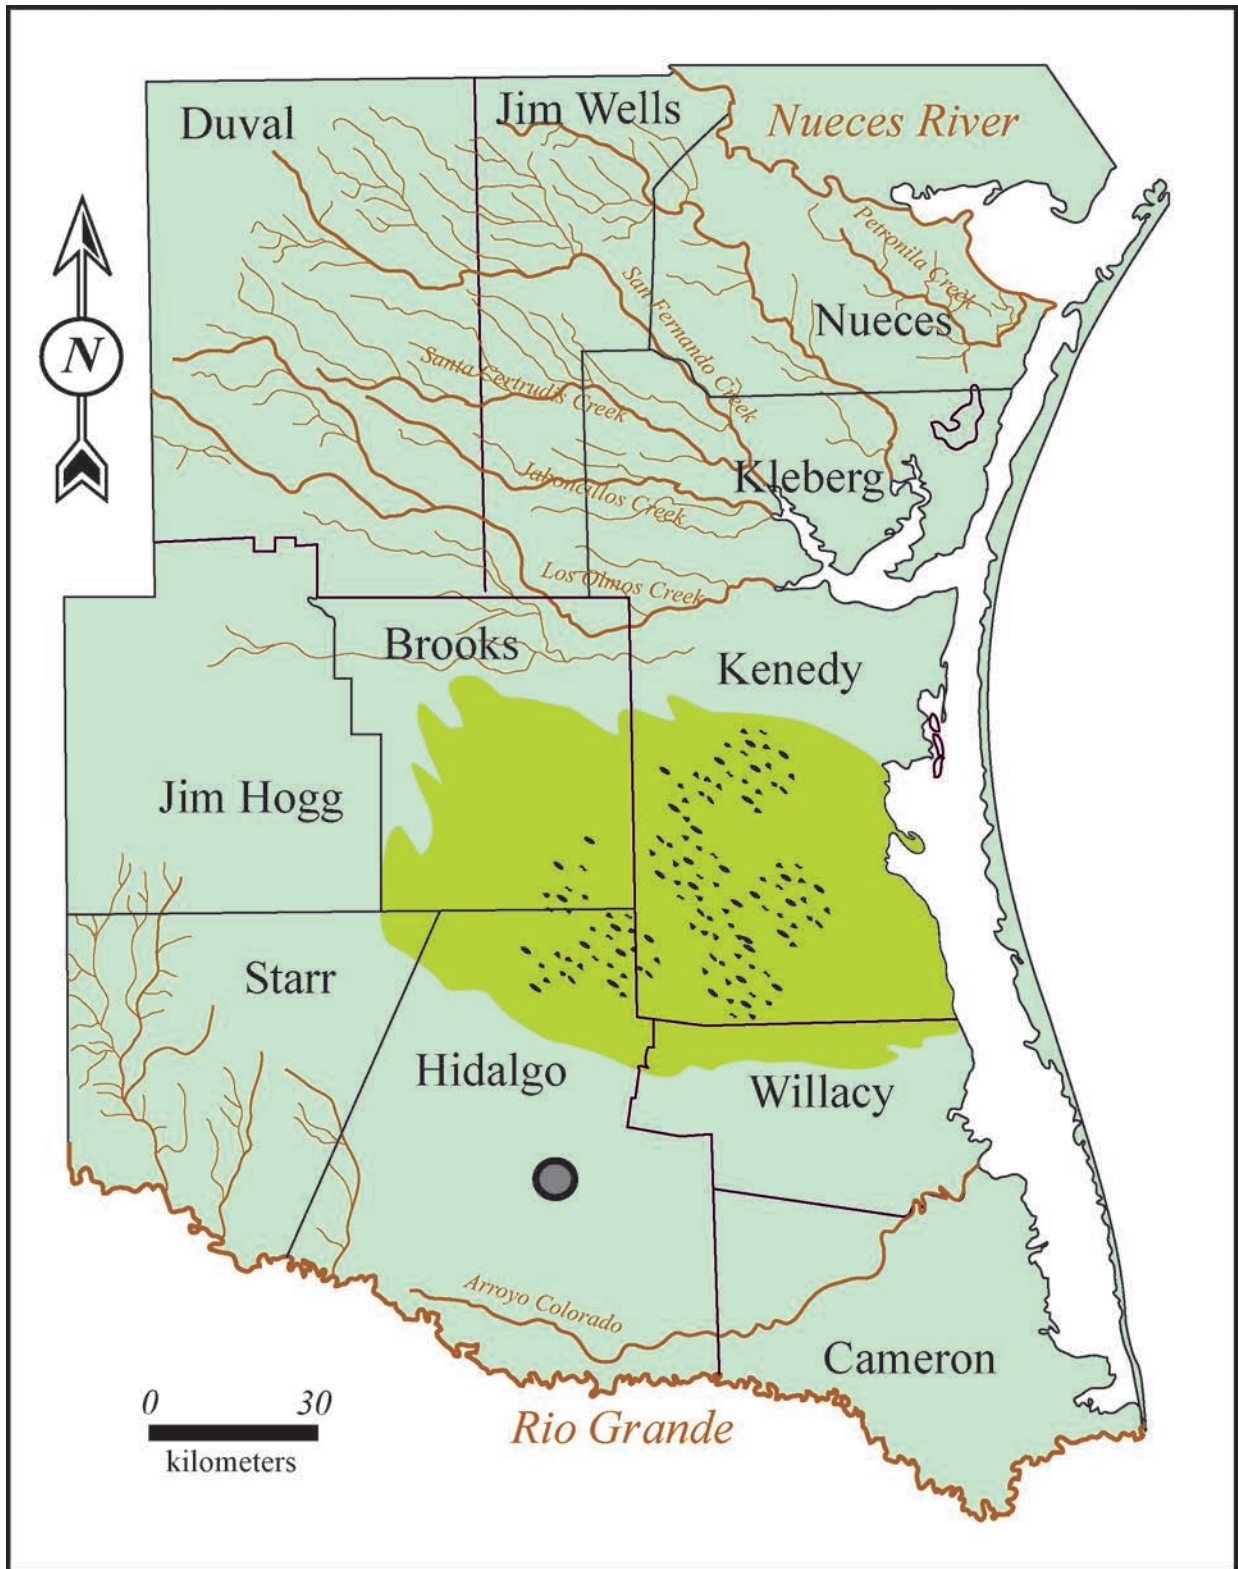 Duval
Jim Wells
Nueces River
Petronila Creek
San Fernando Creek
Nueces
N
Santa Gertrudis Creek
Kleberg
Jaboncillos Creek
Los Olmos Creek
Brooks
Kenedy
Jim Hogg
Starr
Hidalgo
Willacy
Arroyo Colorado
Cameron
0 30
kilometers
Rio Grande